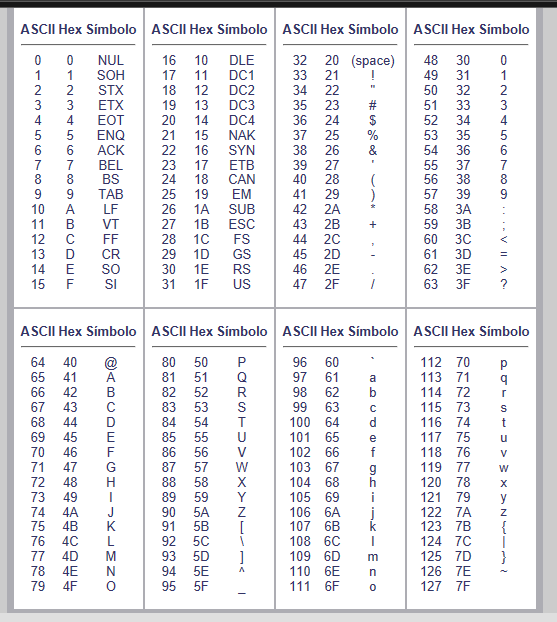 ASCII Hex Símbolo ASCII Hex Símbolo ASCII Hex Símbolo ASCII Hex Símbolo
0 0 NUL 16 10 DLE 32 20 (space) 48 30 0
1 1 SOH 17 11 DC1 33 21 ! 49 31 1
2 2 STX 18 12 DC2 34 22 " 50 32 2
3 3 ETX 19 13 DC3 35 23 # 51 33 3
4 4 EOT 20 14 DC4 36 24 $ 52 34 4
5 5 ENQ 21 15 NAK 37 25 % 53 35 5
6 6 ACK 22 16 SYN 38 26 & 54 36 6
7 7 BEL 23 17 ETB 39 27 ' 55 37 7
8 8 BS 24 18 CAN 40 28 ( 56 38 8
9 9 TAB 25 19 EM 41 29 ) 57 39 9
10 A LF 26 1A SUB 42 2A * 58 3A :
11 B VT 27 1B ESC 43 2B + 59 3B ;
12 C FF 28 1C FS 44 2C , 60 3C <
13 D CR 29 1D GS 45 2D - 61 3D =
14 E SO 30 1E RS 46 2E . 62 3E >
15 F SI 31 1F US 47 2F / 63 3F ?
ASCII Hex Símbolo ASCII Hex Símbolo ASCII Hex Símbolo ASCII Hex Símbolo
64 40 @ 80 50 P 96 60 ` 112 70 p
65 41 A 81 51 Q 97 61 a 113 71 q
66 42 B 82 52 R 98 62 b 114 72 r
67 43 C 83 53 S 99 63 c 115 73 s
68 44 D 84 54 T 100 64 d 116 74 t
69 45 E 85 55 U 101 65 e 117 75 u
70 46 F 86 56 V 102 66 f 118 76 v
71 47 G 87 57 W 103 67 g 119 77 w
72 48 H 88 58 X 104 68 h 120 78 x
73 49 I 89 59 Y 105 69 i 121 79 y
74 4A J 90 5A Z 106 6A j 122 7A z
75 4B K 91 5B [ 107 6B k 123 7B {
76 4C L 92 5C \ 108 6C l 124 7C |
77 4D M 93 5D ] 109 6D m 125 7D }
78 4E N 94 5E ^ 110 6E n 126 7E ~
79 4F O 95 5F _ 111 6F o 127 7F